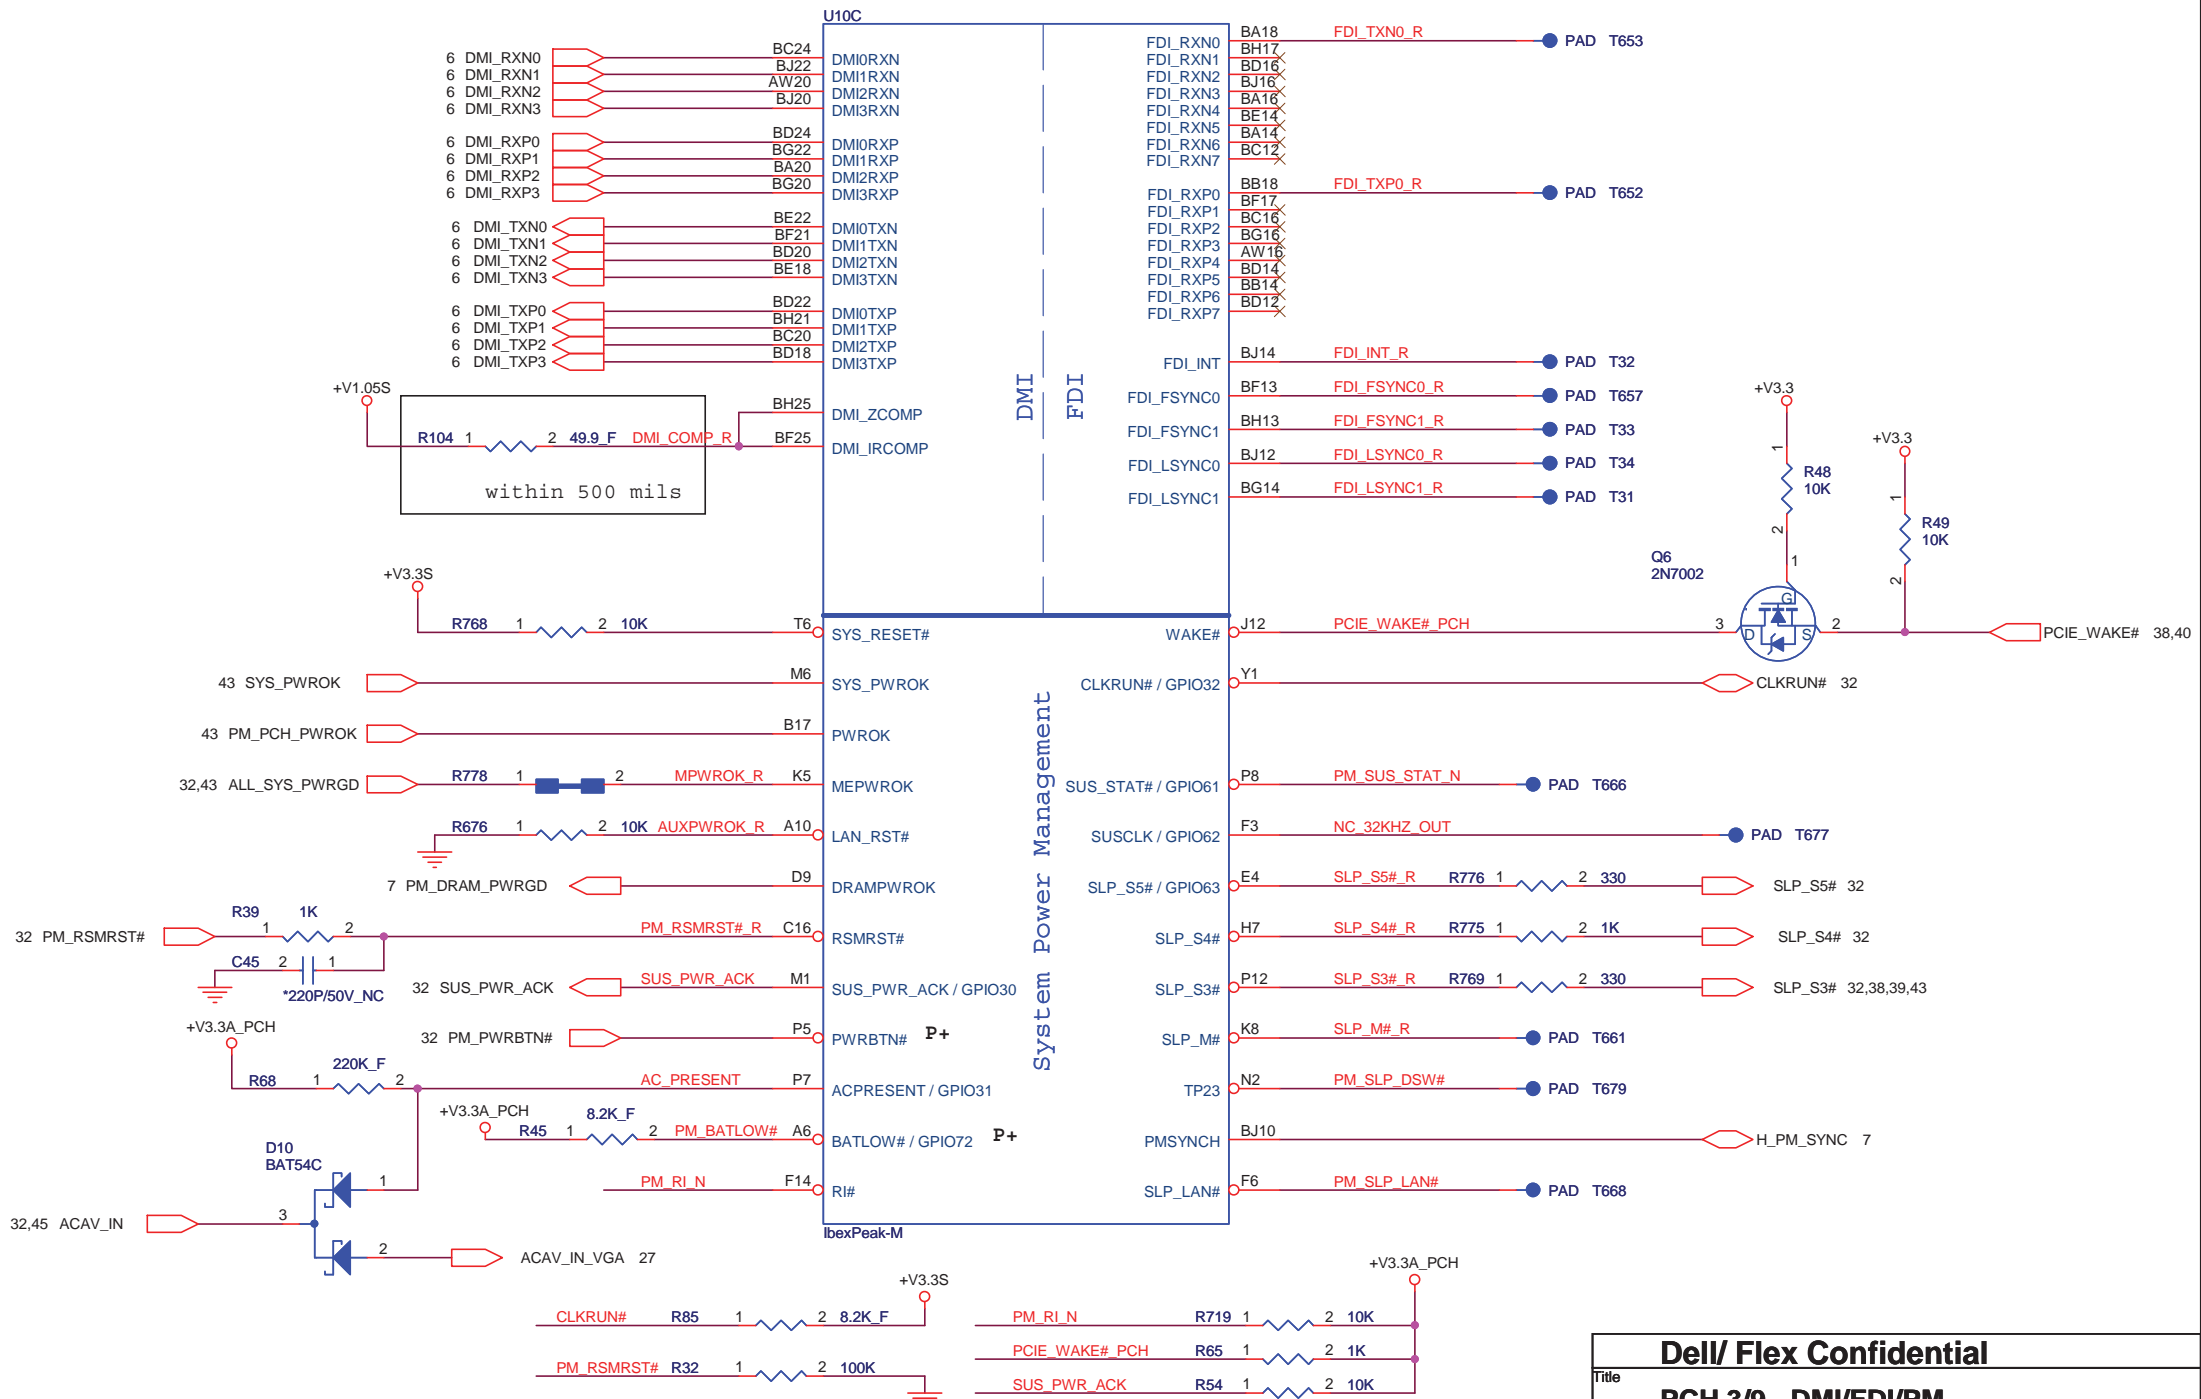 U10C
6 DMI_RXN0 BC24 DMI0RXN
6 DMI_RXN1 BJ22 DMI1RXN
6 DMI_RXN2 AW20 DMI2RXN
6 DMI_RXN3 BJ20 DMI3RXN
6 DMI_RXP0 BD24 DMI0RXP
6 DMI_RXP1 BG22 DMI1RXP
6 DMI_RXP2 BA20 DMI2RXP
6 DMI_RXP3 BG20 DMI3RXP
6 DMI_TXN0 BE22 DMI0TXN
6 DMI_TXN1 BF21 DMI1TXN
6 DMI_TXN2 BD20 DMI2TXN
6 DMI_TXN3 BE18 DMI3TXN
6 DMI_TXP0 BD22 DMI0TXP
6 DMI_TXP1 BH21 DMI1TXP
6 DMI_TXP2 BC20 DMI2TXP
6 DMI_TXP3 BD18 DMI3TXP
+V1.05S
BH25 DMI_ZCOMP
R104 1 2 49.9_F DMI_COMP_R BF25 DMI_IRCOMP
within 500 mils
DMI
FDI
FDI_RXN0 BA18 FDI_TXN0_R PAD T653
FDI_RXN1 BH17
FDI_RXN2 BD16
FDI_RXN3 BJ16
FDI_RXN4 BA16
FDI_RXN5 BE14
FDI_RXN6 BA14
FDI_RXN7 BC12
FDI_RXP0 BB18 FDI_TXP0_R PAD T652
FDI_RXP1 BF17
FDI_RXP2 BC16
FDI_RXP3 BG16
FDI_RXP4 AW16
FDI_RXP5 BD14
FDI_RXP6 BB14
FDI_RXP7 BD12
FDI_INT BJ14 FDI_INT_R PAD T32
FDI_FSYNC0 BF13 FDI_FSYNC0_R PAD T657
FDI_FSYNC1 BH13 FDI_FSYNC1_R PAD T33
FDI_LSYNC0 BJ12 FDI_LSYNC0_R PAD T34
FDI_LSYNC1 BG14 FDI_LSYNC1_R PAD T31
+V3.3
1 R48
10K
2
+V3.3
1 R49
10K
2
Q6
2N7002
1
G
D
S
+V3.3S
R768 1 2 10K T6 SYS_RESET#
43 SYS_PWROK M6 SYS_PWROK
43 PM_PCH_PWROK B17 PWROK
32,43 ALL_SYS_PWRGD R778 1 2 MPWROK_R K5 MEPWROK
R676 1 2 10K AUXPWROK_R A10 LAN_RST#
7 PM_DRAM_PWRGD D9 DRAMPWROK
R39 1K
32 PM_RSMRST# 1 2 PM_RSMRST#_R C16 RSMRST#
C45 2 1
*220P/50V_NC
32 SUS_PWR_ACK SUS_PWR_ACK M1 SUS_PWR_ACK / GPIO30
32 PM_PWRBTN# P5 PWRBTN# P+
+V3.3A_PCH
R68 1 220K_F 2 AC_PRESENT P7 ACPRESENT / GPIO31
+V3.3A_PCH
R45 1 8.2K_F 2 PM_BATLOW# A6 BATLOW# / GPIO72 P+
PM_RI_N F14 RI#
D10
BAT54C
1
32,45 ACAV_IN 3
2 ACAV_IN_VGA 27
System Power Management
WAKE# J12 PCIE_WAKE#_PCH 3 2 PCIE_WAKE# 38,40
CLKRUN# / GPIO32 Y1 CLKRUN# 32
SUS_STAT# / GPIO61 P8 PM_SUS_STAT_N PAD T666
SUSCLK / GPIO62 F3 NC_32KHZ_OUT PAD T677
SLP_S5# / GPIO63 E4 SLP_S5#_R R776 1 2 330 SLP_S5# 32
SLP_S4# H7 SLP_S4#_R R775 1 2 1K SLP_S4# 32
SLP_S3# P12 SLP_S3#_R R769 1 2 330 SLP_S3# 32,38,39,43
SLP_M# K8 SLP_M#_R PAD T661
TP23 N2 PM_SLP_DSW# PAD T679
PMSYNCH BJ10 H_PM_SYNC 7
SLP_LAN# F6 PM_SLP_LAN# PAD T668
IbexPeak-M
+V3.3S
CLKRUN# R85 1 2 8.2K_F
PM_RSMRST# R32 1 2 100K
+V3.3A_PCH
PM_RI_N R719 1 2 10K
PCIE_WAKE#_PCH R65 1 2 1K
SUS_PWR_ACK R54 1 2 10K
Dell/ Flex Confidential
Title
PCH 3/9 DMI/FDI/PM